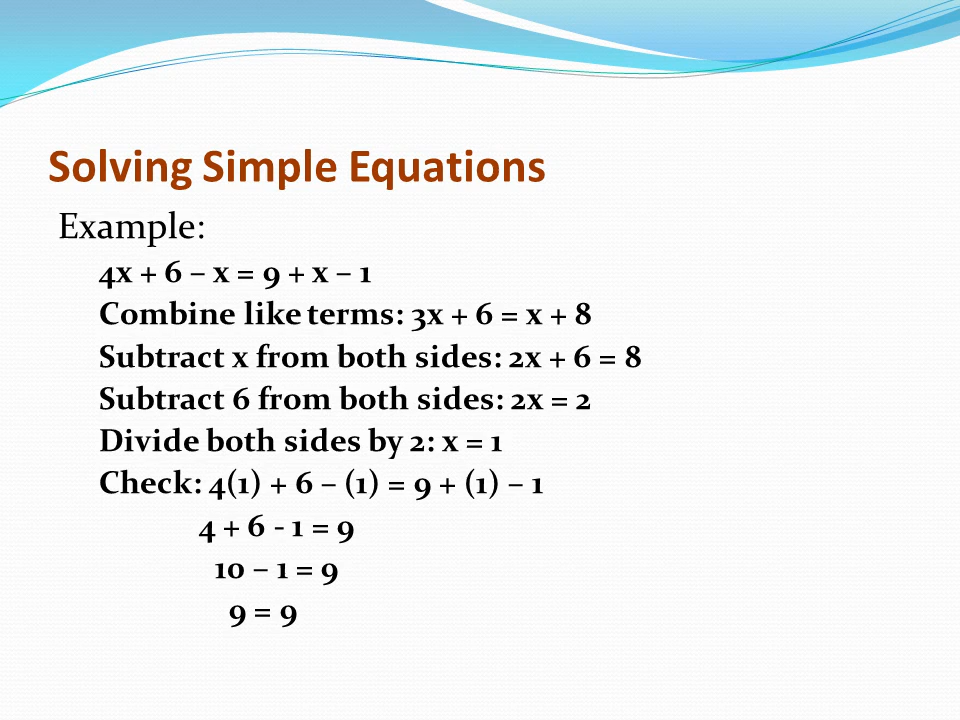 Solving Simple Equations
Example:
4x + 6 – x = 9 + x – 1
Combine like terms: 3x + 6 = x + 8
Subtract x from both sides: 2x + 6 = 8
Subtract 6 from both sides: 2x = 2
Divide both sides by 2: x = 1
Check: 4(1) + 6 – (1) = 9 + (1) – 1
4 + 6 - 1 = 9
10 – 1 = 9
9 = 9